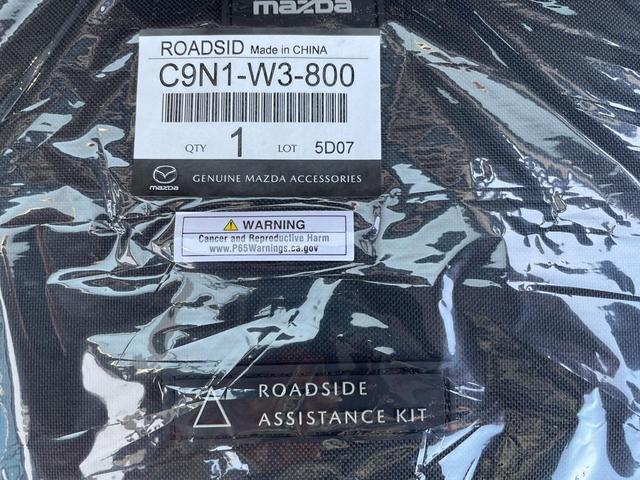 mazda
ROADSID Made in CHINA
C9N1-W3-800
QTY 1 LOT 5D07
mazda GENUINE MAZDA ACCESSORIES
WARNING
Cancer and Reproductive Harm
www.P65Warnings.ca.gov
ROADSIDE
ASSISTANCE KIT